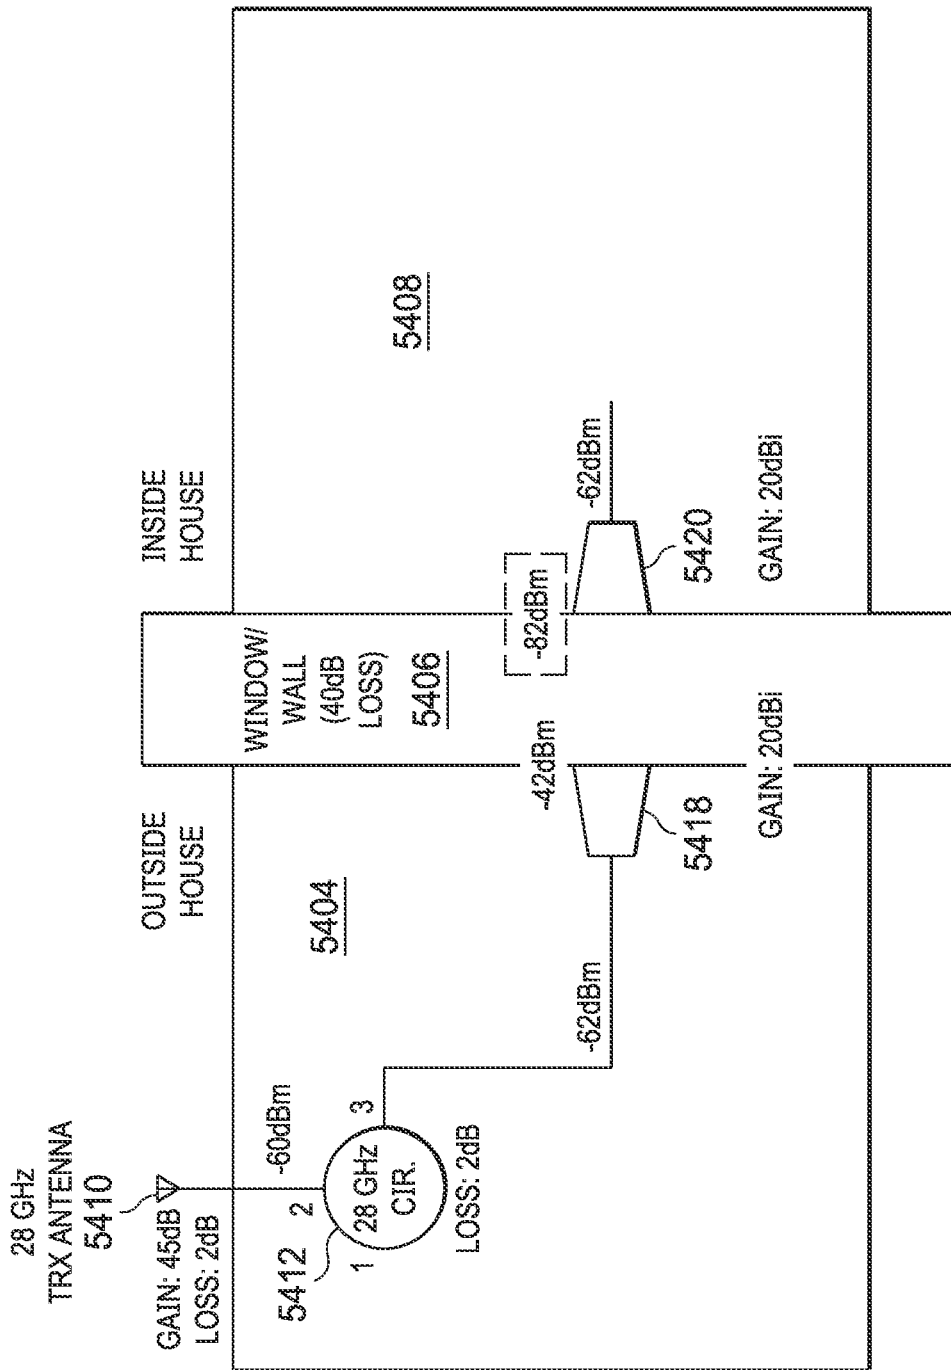 28 GHz
TRX ANTENNA
5410
GAIN: 45dB
LOSS: 2dB
OUTSIDE
HOUSE
INSIDE
HOUSE
5412
1
2
3
28 GHz
CIR.
LOSS: 2dB
-60dBm
5404
-62dBm
5418
GAIN: 20dBi
-42dBm
WINDOW/
WALL
(40dB
LOSS)
5406
-82dBm
5420
GAIN: 20dBi
-62dBm
5408